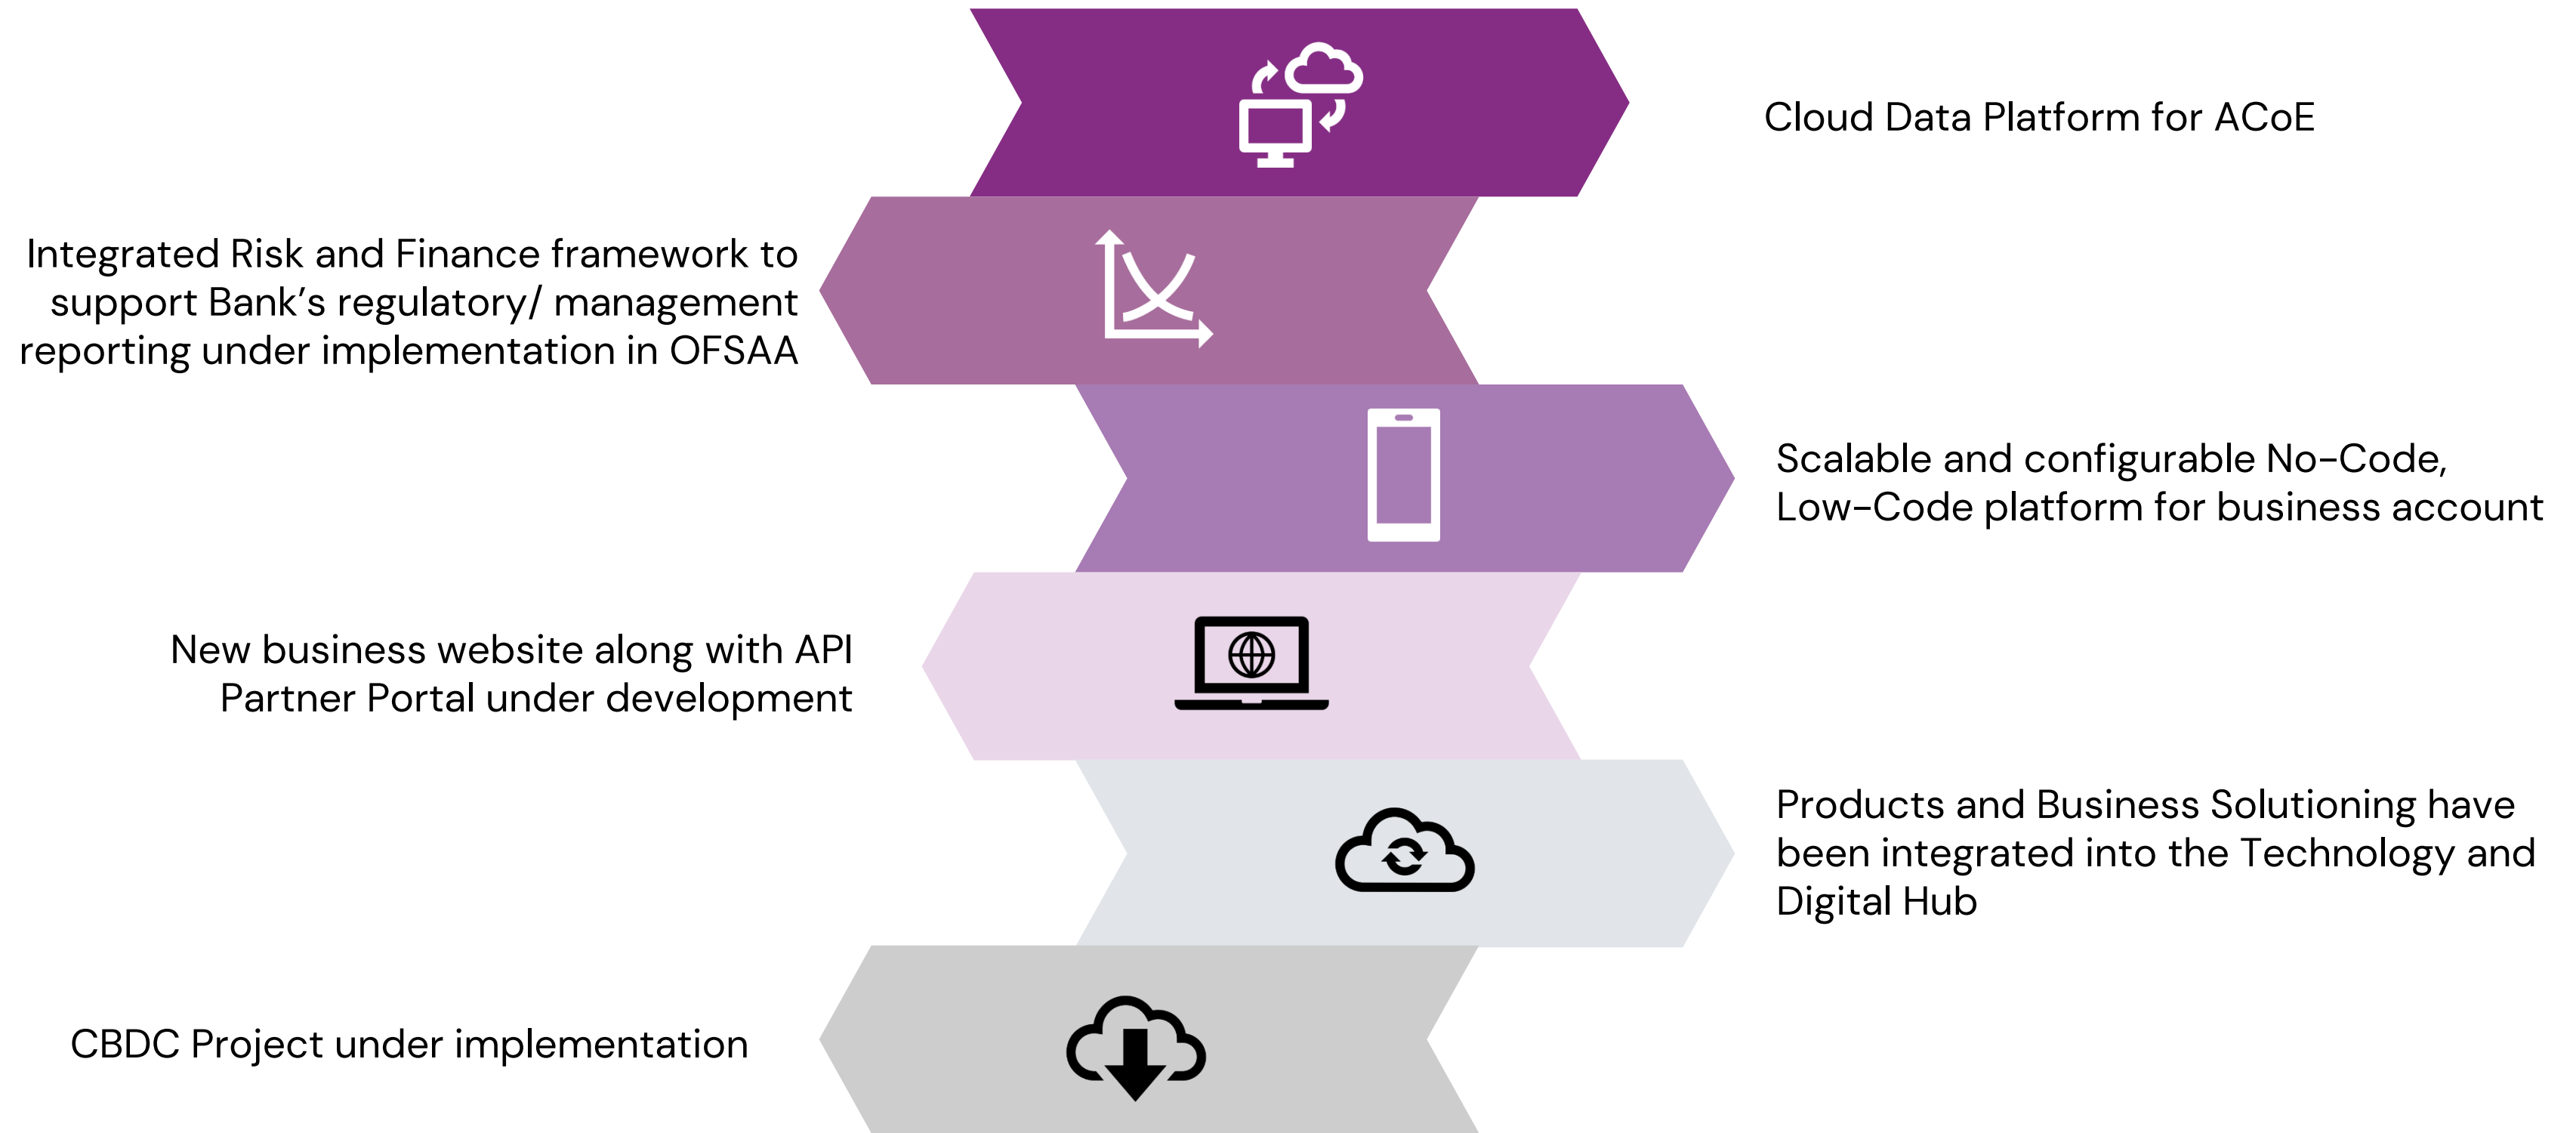 Cloud Data Platform for ACoE
Integrated Risk and Finance framework to
support Bank’s regulatory/ management
reporting under implementation in OFSAA
Scalable and configurable No-Code,
Low-Code platform for business account
New business website along with API
Partner Portal under development
Products and Business Solutioning have
been integrated into the Technology and
Digital Hub
CBDC Project under implementation